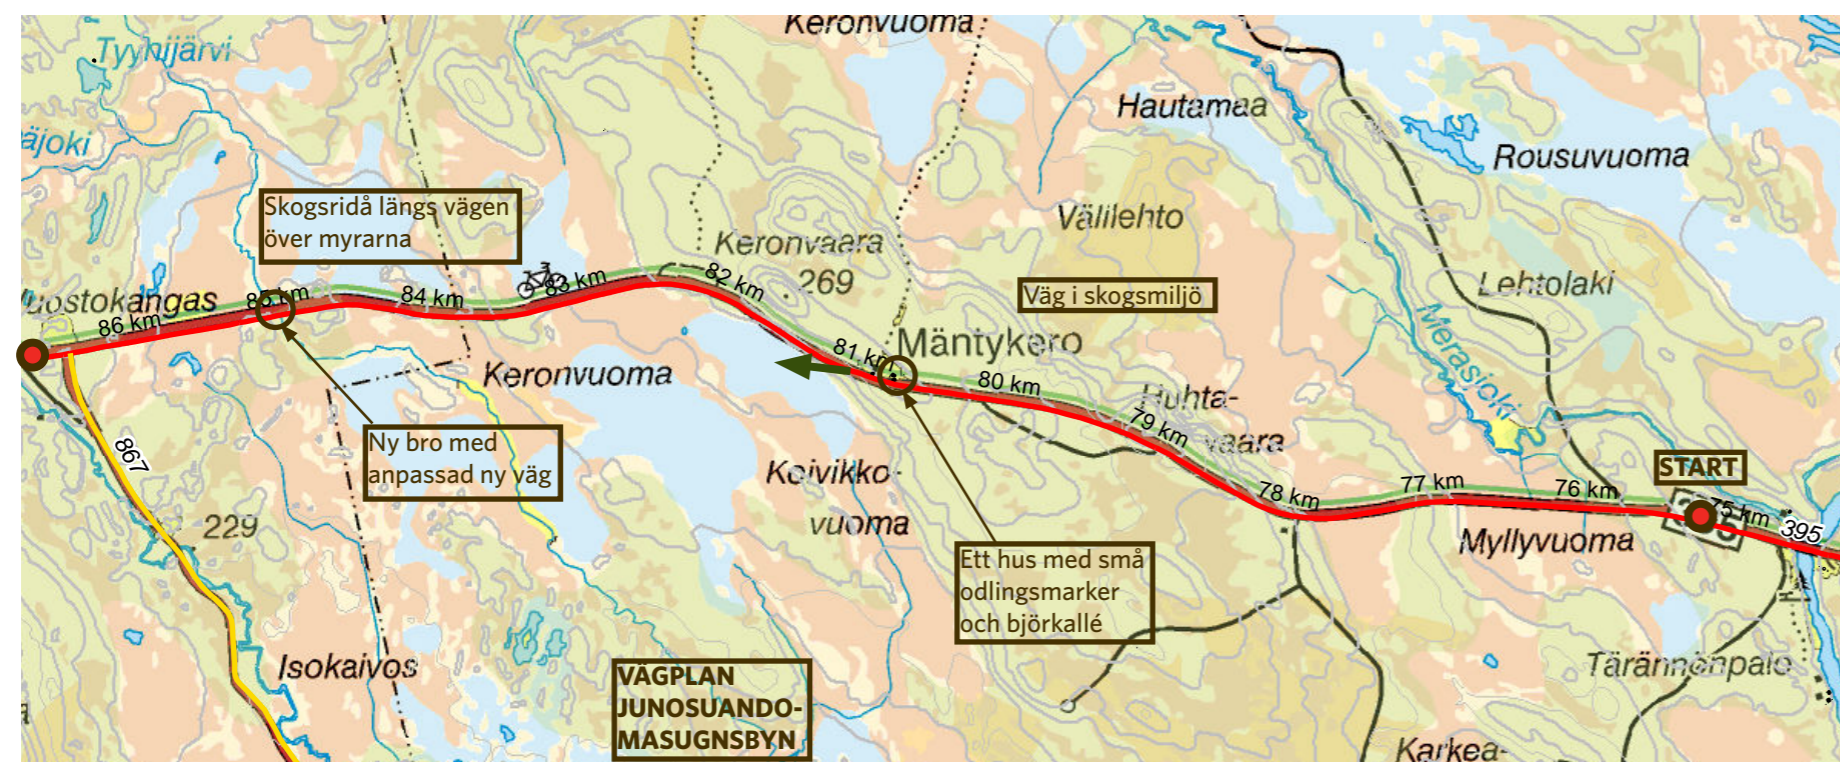 Keronvuoma
Tyyhijärvi
Hautamaa
äjoki
Rousuvuoma
Skogsridå längs vägen
över myrarna
Välilehto
Keronvaara
269
82 km
83 km
84 km
85 km
86 km
Väg i skogsmiljö
Lehtolaki
uostokangas
Merasjoki
Mäntykero
81 km
80 km
Keronvuoma
Huhta-
vaara
79 km
867
Ny bro med
anpassad ny väg
Koivikko-
vuoma
START
78 km
77 km
76 km
75 km
395
229
Myllyvuoma
Ett hus med små
odlingsmarker
och björkallé
Isokaivos
VÄGPLAN
JUNOSUANDO-
MASUGNSBYN
Tärännönpalo
Karkea-